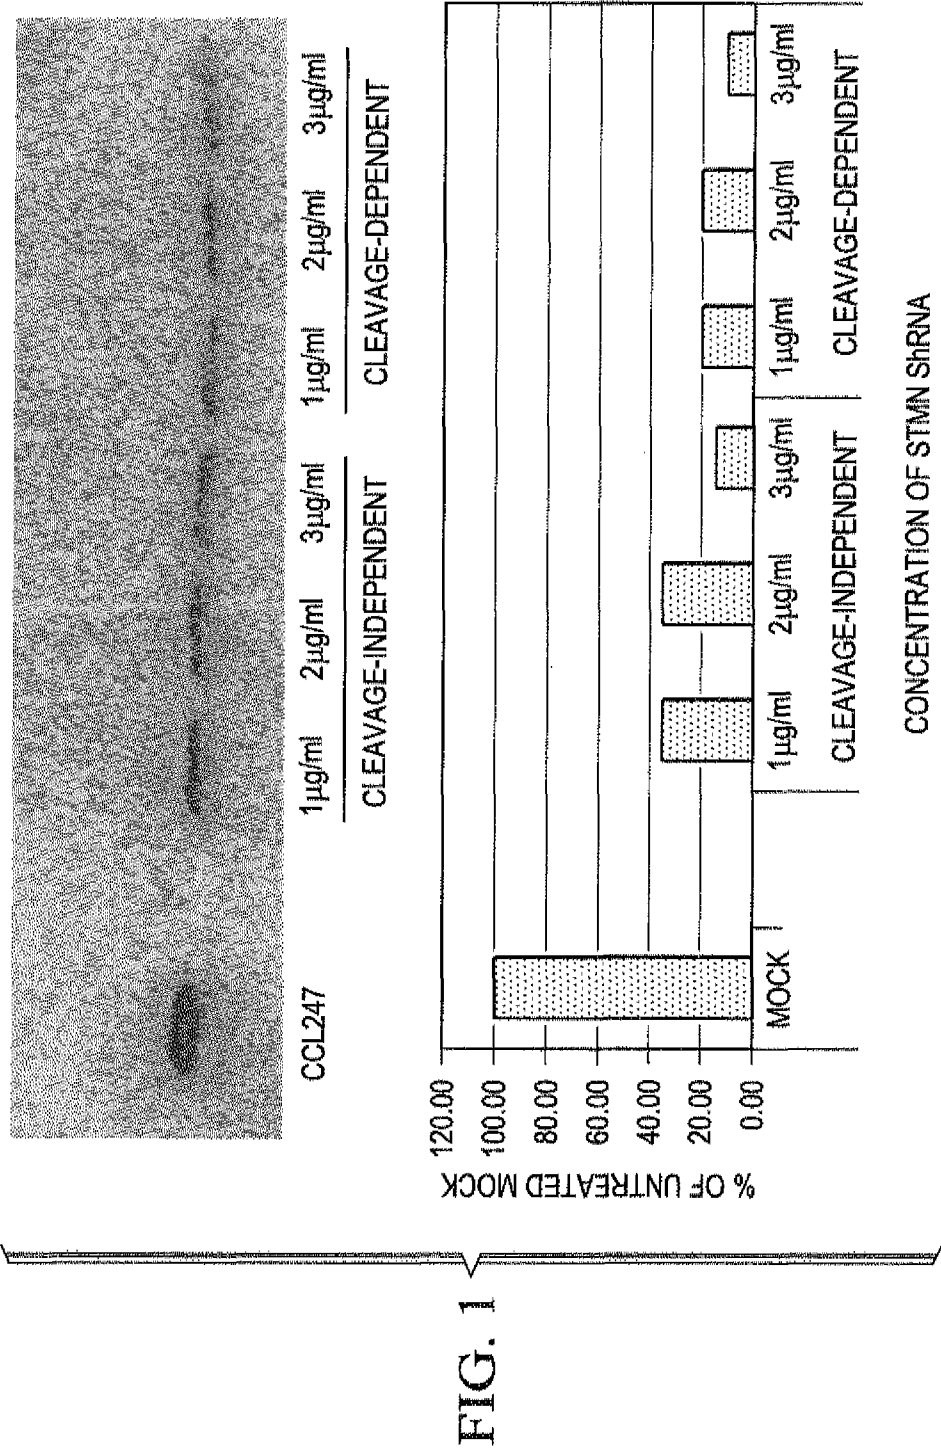 CCL247
1µg/ml 2µg/ml 3µg/ml 1µg/ml 2µg/ml 3µg/ml
CLEAVAGE-INDEPENDENT CLEAVAGE-DEPENDENT
% OF UNTREATED MOCK
120.00
100.00
80.00
60.00
40.00
20.00
0.00
MOCK 1µg/ml 2µg/ml 3µg/ml 1µg/ml 2µg/ml 3µg/ml
CLEAVAGE-INDEPENDENT CLEAVAGE-DEPENDENT
CONCENTRATION OF STMN ShRNA
FIG. 1